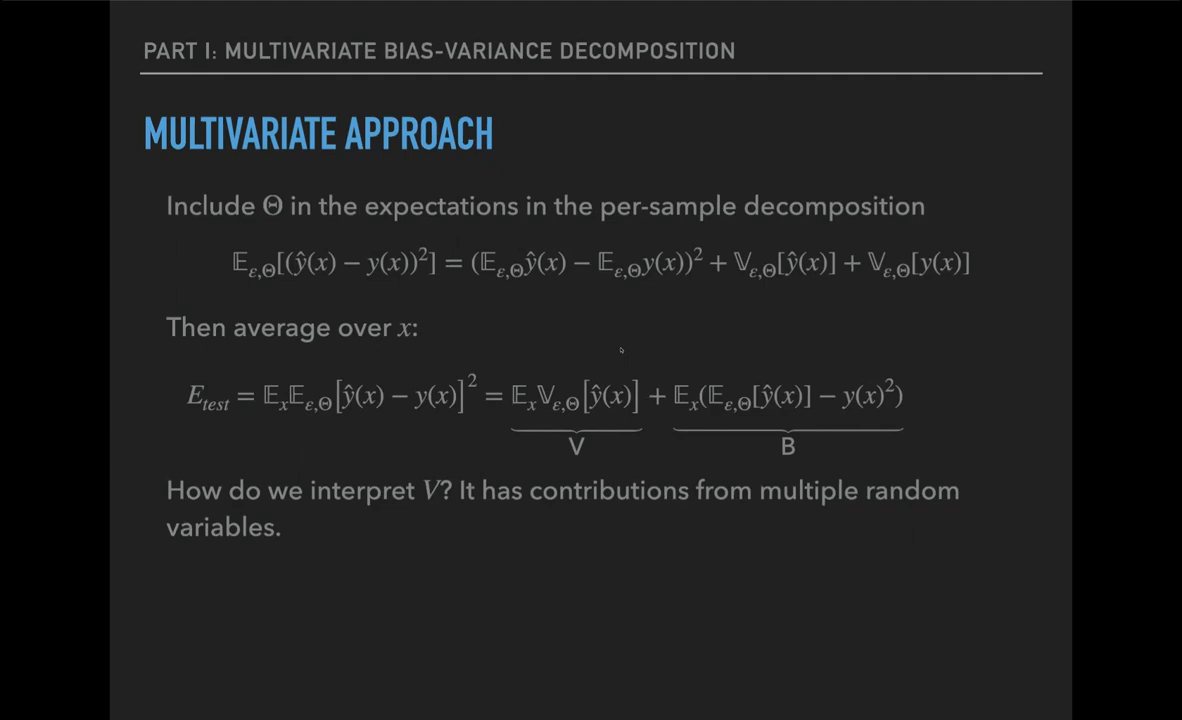 PART I: MULTIVARIATE BIAS-VARIANCE DECOMPOSITION
MULTIVARIATE APPROACH
Include Θ in the expectations in the per-sample decomposition
𝔼_{ε,Θ}[(ŷ(x) − y(x))²] = (𝔼_{ε,Θ}ŷ(x) − 𝔼_{ε,Θ}y(x))² + 𝕍_{ε,Θ}[ŷ(x)] + 𝕍_{ε,Θ}[y(x)]
Then average over x:
E_{test} = 𝔼_x𝔼_{ε,Θ}[ŷ(x) − y(x)]² = 𝔼_x𝕍_{ε,Θ}[ŷ(x)] + 𝔼_x(𝔼_{ε,Θ}[ŷ(x)] − y(x)²)
V B
How do we interpret V? It has contributions from multiple random
variables.